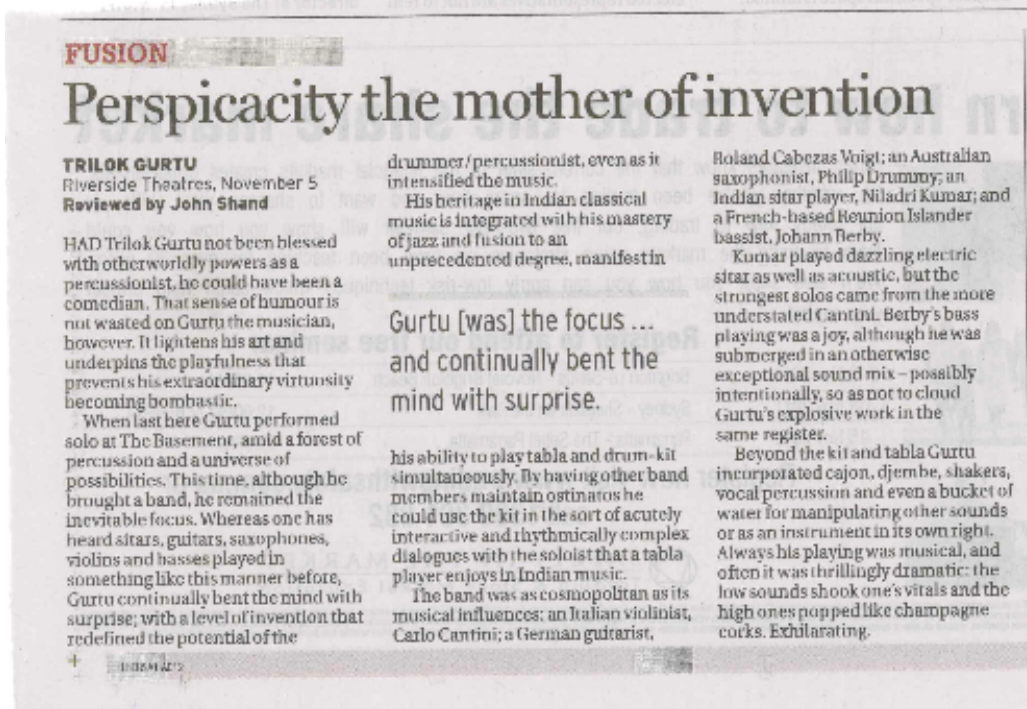 FUSION
Perspicacity the mother of invention
TRILOK GURTU
Riverside Theatres, November 5
Reviewed by John Shand
HAD Trilok Gurtu not been blessed
with otherworldly powers as a
percussionist, he could have been a
comedian. That sense of humour is
not wasted on Gurtu the musician,
however. It lightens his art and
underpins the playfulness that
prevents his extraordinary virtuosity
becoming bombastic.
When last here Gurtu performed
solo at The Basement, amid a forest of
percussion and a universe of
possibilities. This time, although he
brought a band, he remained the
inevitable focus. Whereas one has
heard sitars, guitars, saxophones,
violins and basses played in
something like this manner before,
Gurtu continually bent the mind with
surprise; with a level of invention that
redefined the potential of the
drummer/percussionist, even as it
intensified the music.
His heritage in Indian classical
music is integrated with his mastery
of jazz and fusion to an
unprecedented degree, manifest in
Gurtu [was] the focus ...
and continually bent the
mind with surprise.
his ability to play tabla and drum-kit
simultaneously. By having other band
members maintain ostinatos he
could use the kit in the sort of acutely
interactive and rhythmically complex
dialogues with the soloist that a tabla
player enjoys in Indian music.
The band was as cosmopolitan as its
musical influences: an Italian violinist,
Carlo Cantini; a German guitarist,
Roland Cabezas Voigt; an Australian
saxophonist, Philip Drummy; an
Indian sitar player, Niladri Kumar; and
a French-based Reunion Islander
bassist, Johann Berby.
Kumar played dazzling electric
sitar as well as acoustic, but the
strongest solos came from the more
understated Cantini. Berby's bass
playing was a joy, although he was
submerged in an otherwise
exceptional sound mix – possibly
intentionally, so as not to cloud
Gurtu's explosive work in the
same register.
Beyond the kit and tabla Gurtu
incorporated cajon, djembe, shakers,
vocal percussion and even a bucket of
water for manipulating other sounds
or as an instrument in its own right.
Always his playing was musical, and
often it was thrillingly dramatic: the
low sounds shook one's vitals and the
high ones popped like champagne
corks. Exhilarating.